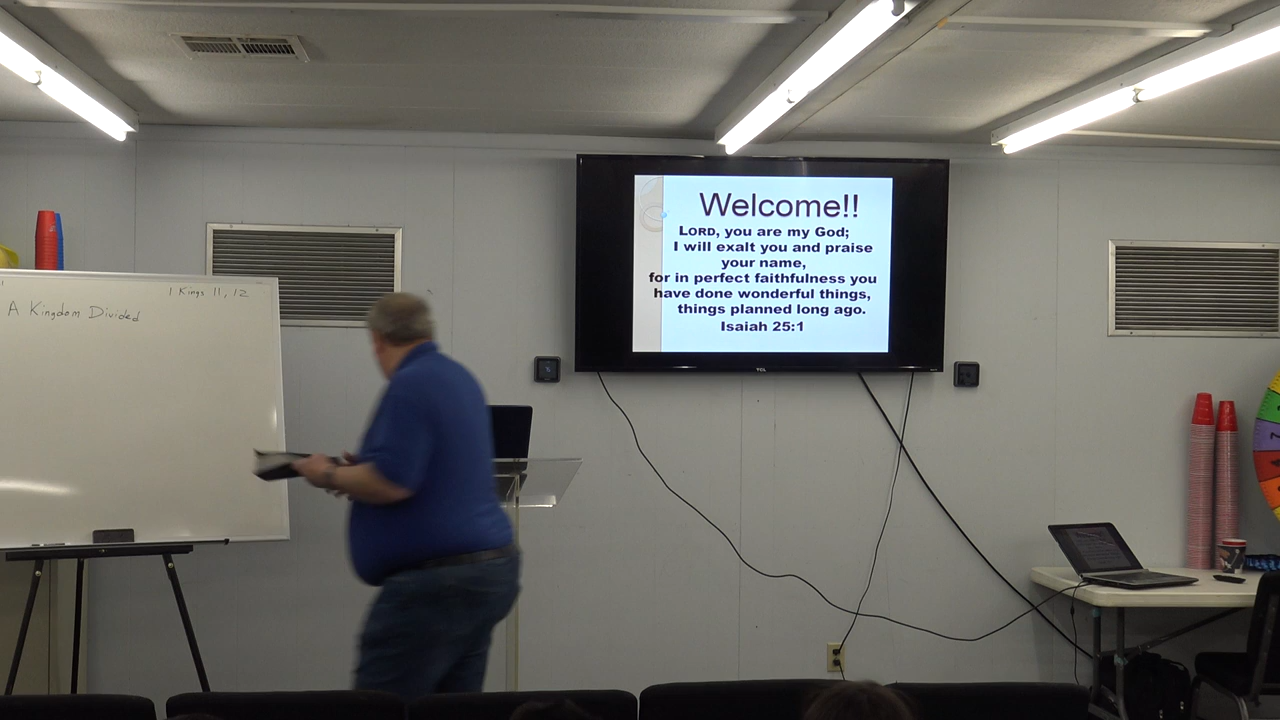 1 Kings 11, 12
A Kingdom Divided
Welcome!!
LORD, you are my God;
I will exalt you and praise
your name,
for in perfect faithfulness you
have done wonderful things,
things planned long ago.
Isaiah 25:1
TCL